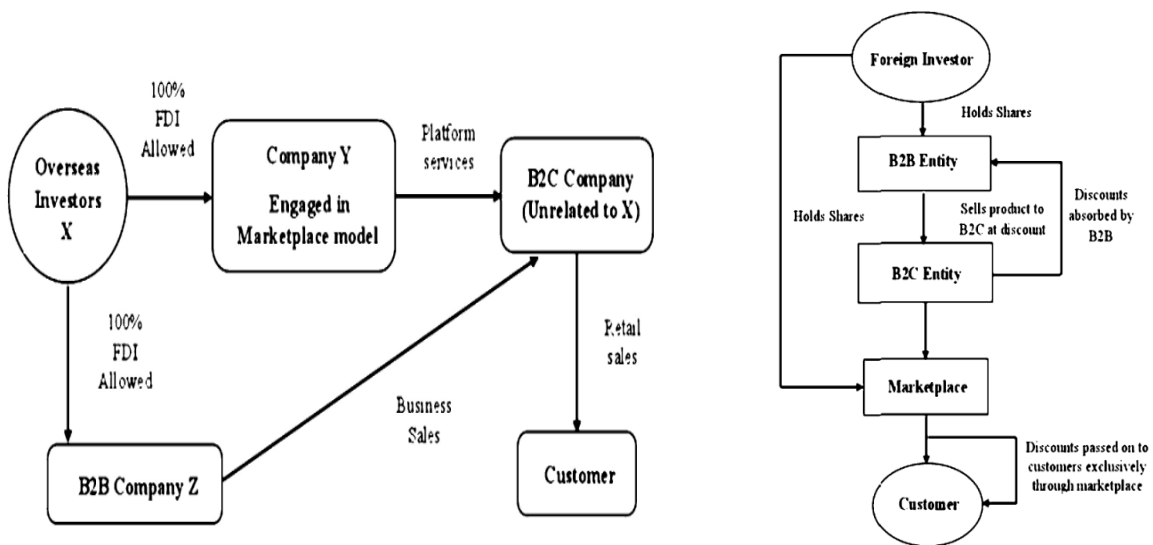 100%
FDI
Allowed
Overseas
Investors
X
Company Y
Engaged in
Marketplace model
Platform
services
B2C Company
(Unrelated to X)
100%
FDI
Allowed
Retail
sales
Business
Sales
B2B Company Z
Customer
Foreign Investor
Holds Shares
B2B Entity
Holds Shares
Sells product to
B2C at discount
Discounts
absorbed by
B2B
B2C Entity
Marketplace
Discounts passed on to
customers exclusively
through marketplace
Customer